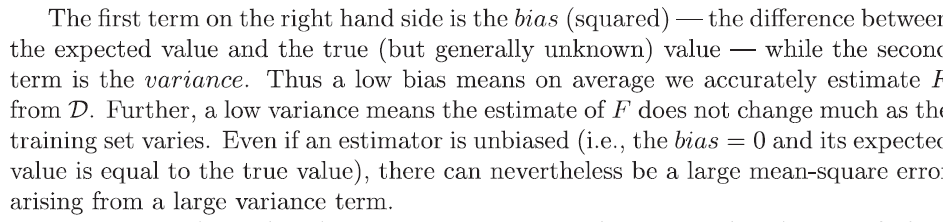 The first term on the right hand side is the bias (squared) — the difference between
the expected value and the true (but generally unknown) value — while the second
term is the variance. Thus a low bias means on average we accurately estimate F
from D. Further, a low variance means the estimate of F does not change much as the
training set varies. Even if an estimator is unbiased (i.e., the bias = 0 and its expected
value is equal to the true value), there can nevertheless be a large mean-square error
arising from a large variance term.